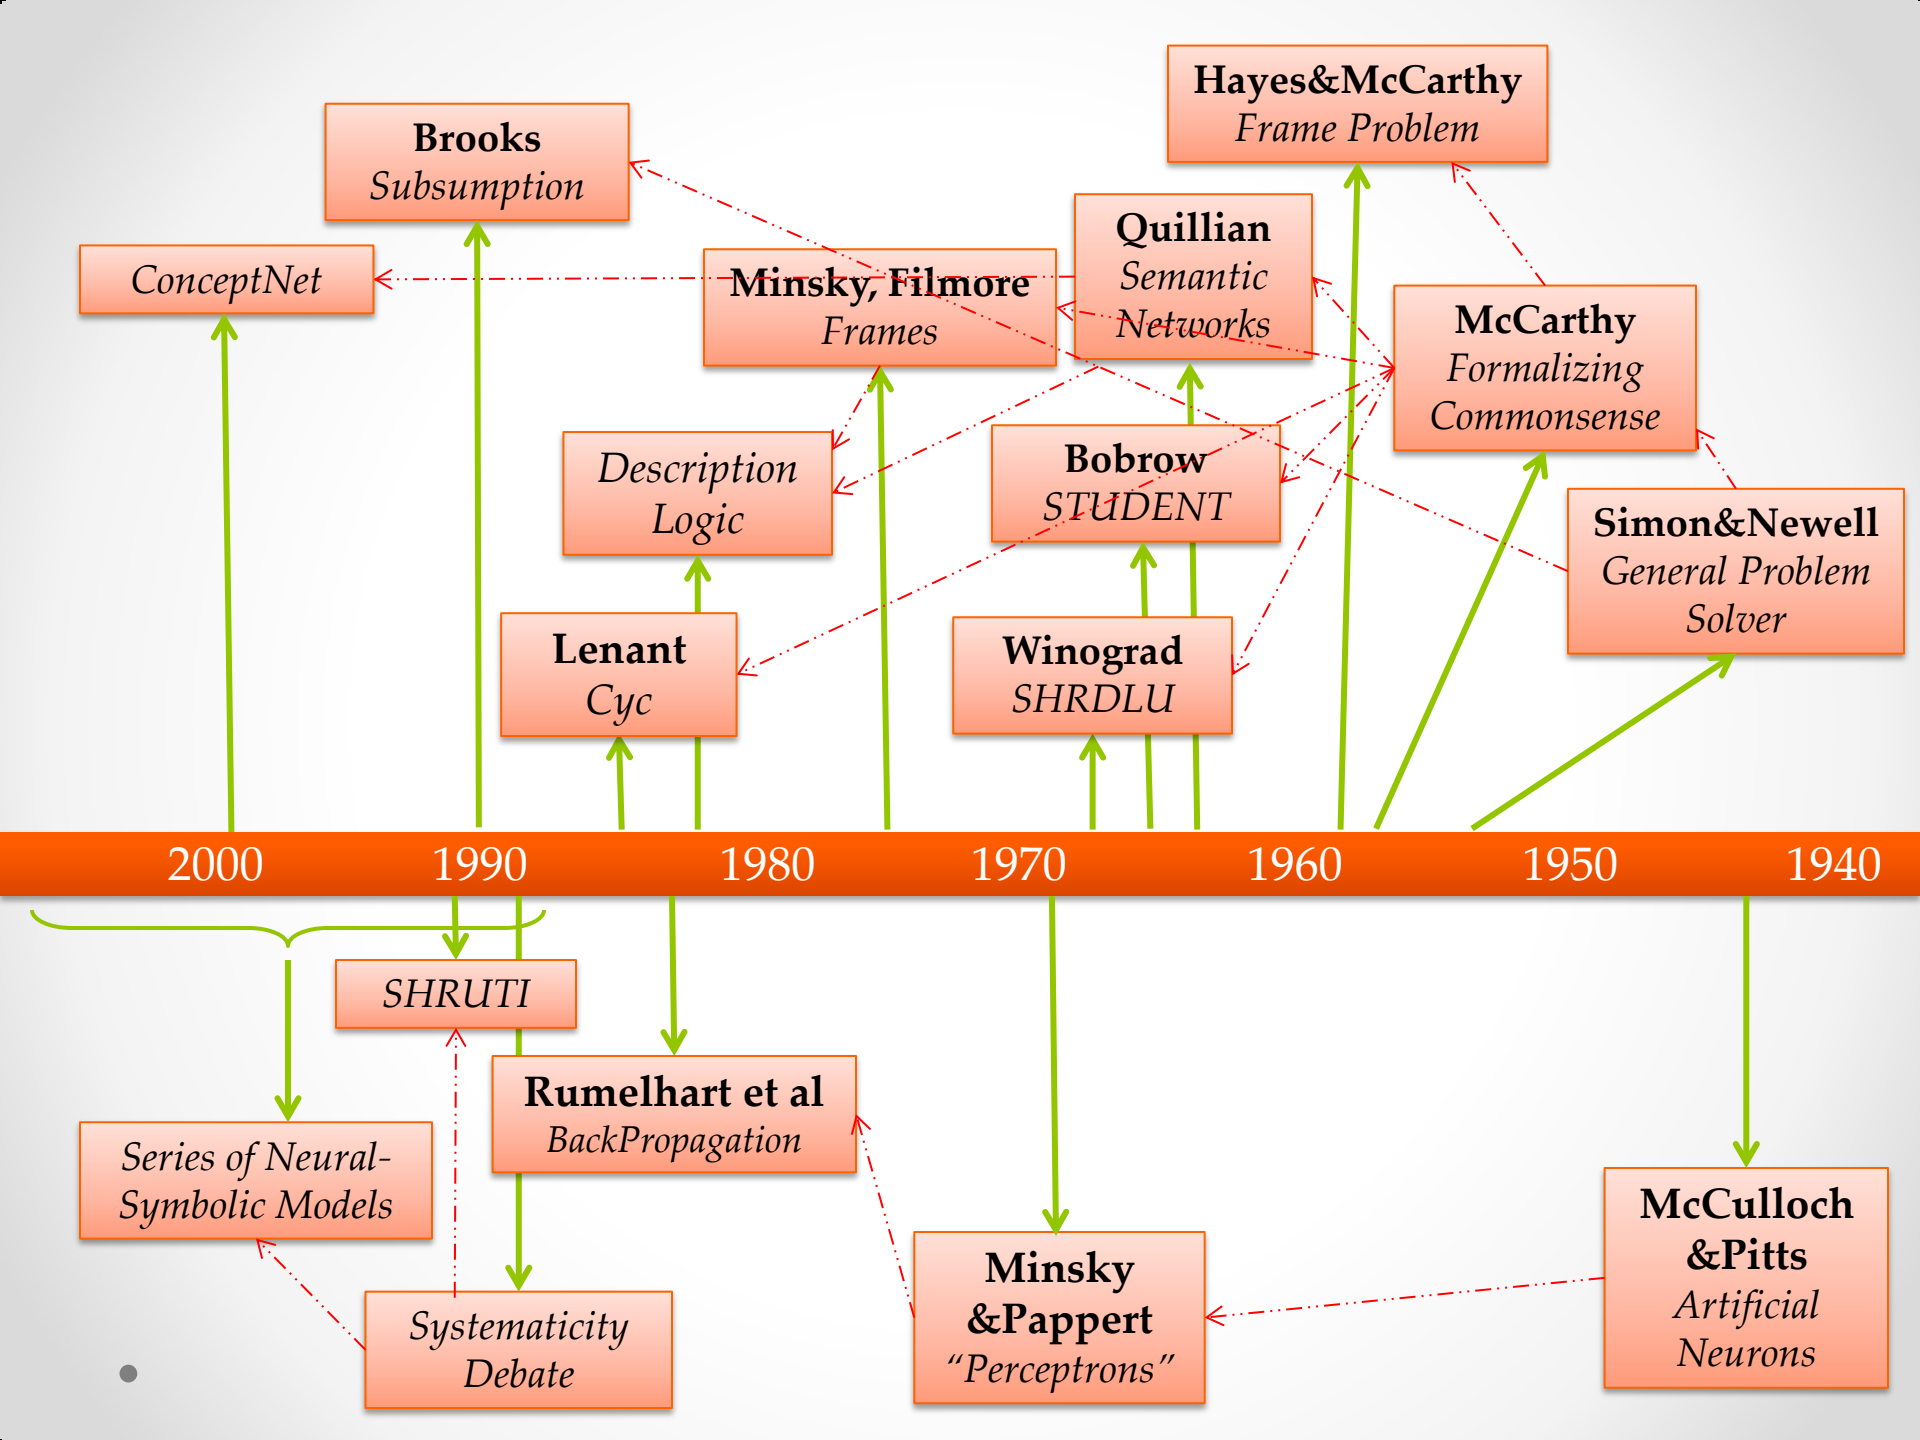 Hayes&McCarthy
Frame Problem
Brooks
Subsumption
Quillian
Semantic
Networks
ConceptNet
Minsky, Filmore
Frames
McCarthy
Formalizing
Commonsense
Description
Logic
Bobrow
STUDENT
Simon&Newell
General Problem
Solver
Lenant
Cyc
Winograd
SHRDLU
2000 1990 1980 1970 1960 1950 1940
SHRUTI
Rumelhart et al
BackPropagation
Series of Neural-
Symbolic Models
McCulloch
&Pitts
Artificial
Neurons
Minsky
&Pappert
“Perceptrons”
Systematicity
Debate